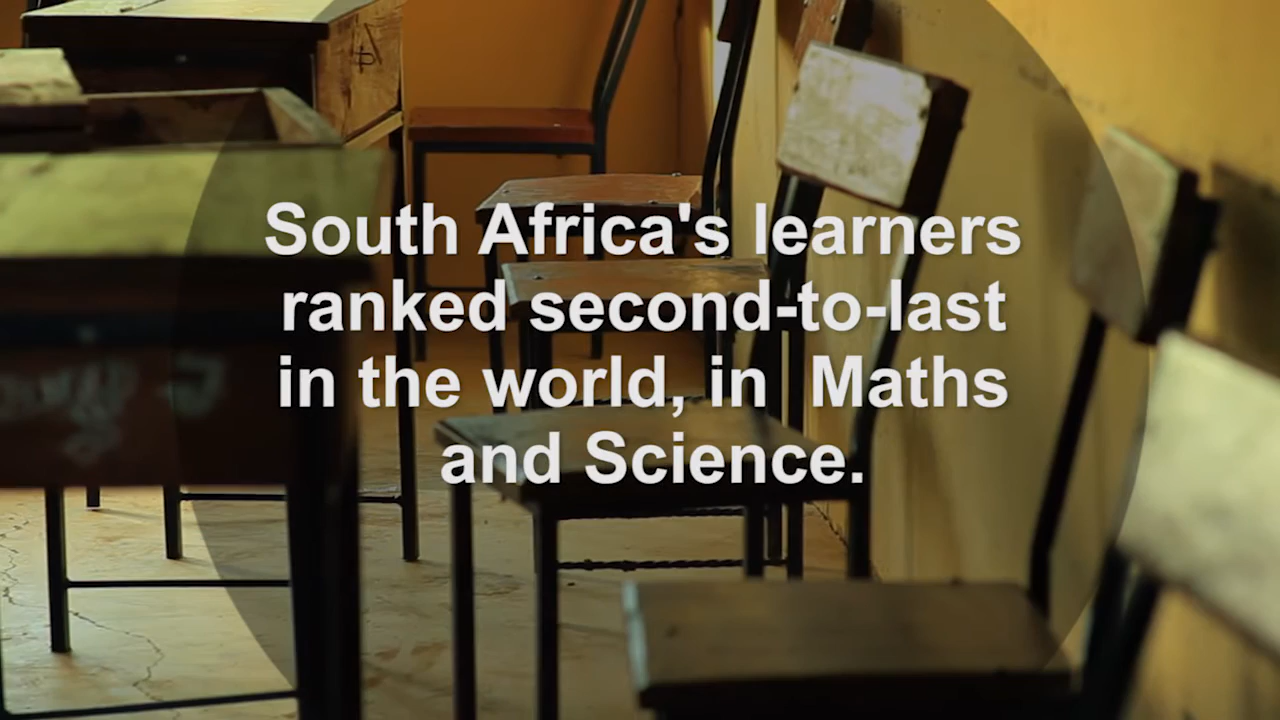 South Africa's learners
ranked second-to-last
in the world, in  Maths
and Science.